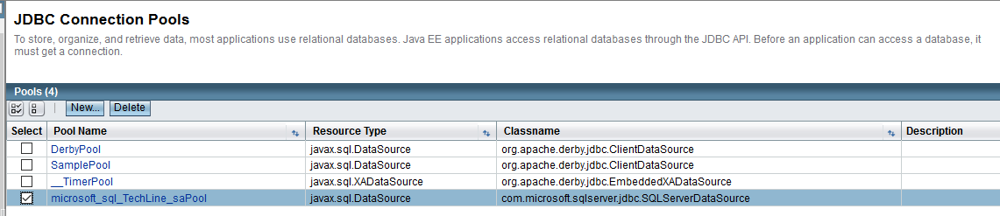 JDBC Connection Pools
To store, organize, and retrieve data, most applications use relational databases. Java EE applications access relational databases through the JDBC API. Before an application can access a database, it
must get a connection.
Pools (4)
New... Delete
Select Pool Name Resource Type Classname Description
DerbyPool javax.sql.DataSource org.apache.derby.jdbc.ClientDataSource
SamplePool javax.sql.DataSource org.apache.derby.jdbc.ClientDataSource
__TimerPool javax.sql.XADataSource org.apache.derby.jdbc.EmbeddedXADataSource
microsoft_sql_TechLine_saPool javax.sql.DataSource com.microsoft.sqlserver.jdbc.SQLServerDataSource